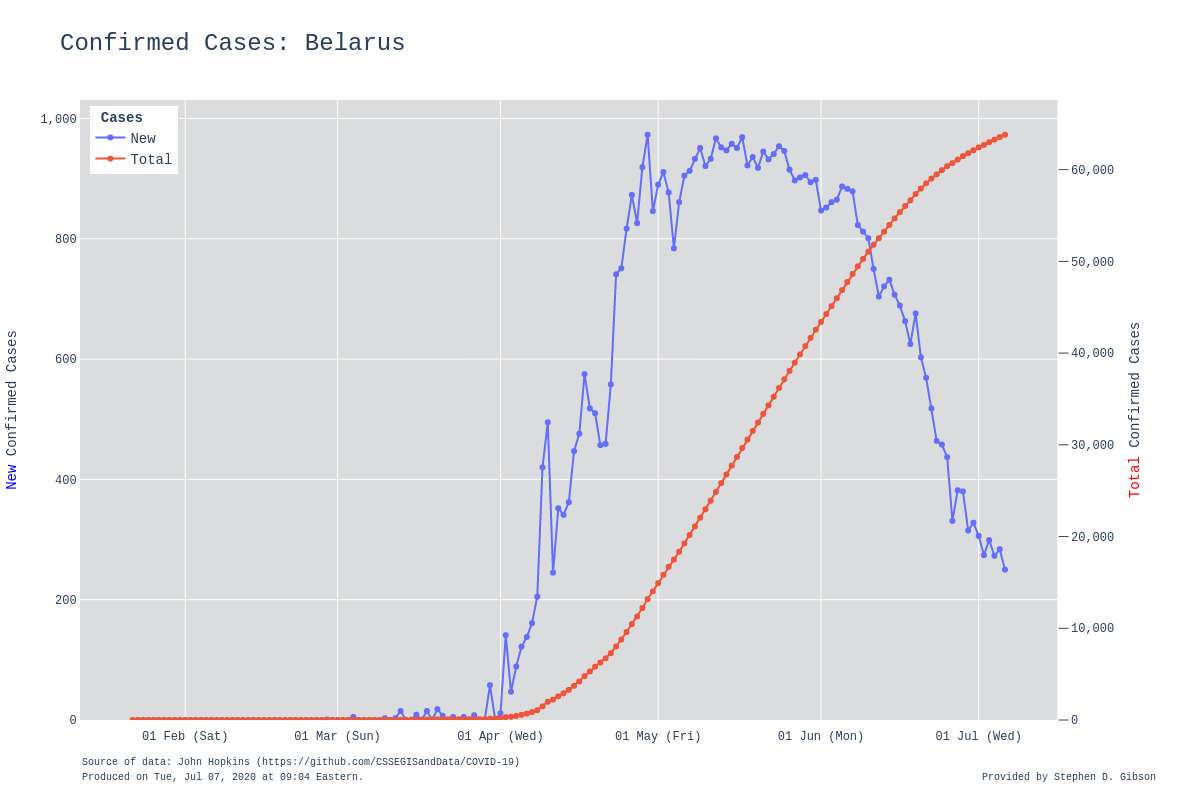 Confirmed Cases: Belarus
Cases
New
Total
1,000
800
600
400
200
0
New Confirmed Cases
60,000
50,000
40,000
30,000
20,000
10,000
0
Total Confirmed Cases
01 Feb (Sat)
01 Mar (Sun)
01 Apr (Wed)
01 May (Fri)
01 Jun (Mon)
01 Jul (Wed)
Source of data: John Hopkins (https://github.com/CSSEGISandData/COVID-19)
Produced on Tue, Jul 07, 2020 at 09:04 Eastern.
Provided by Stephen D. Gibson